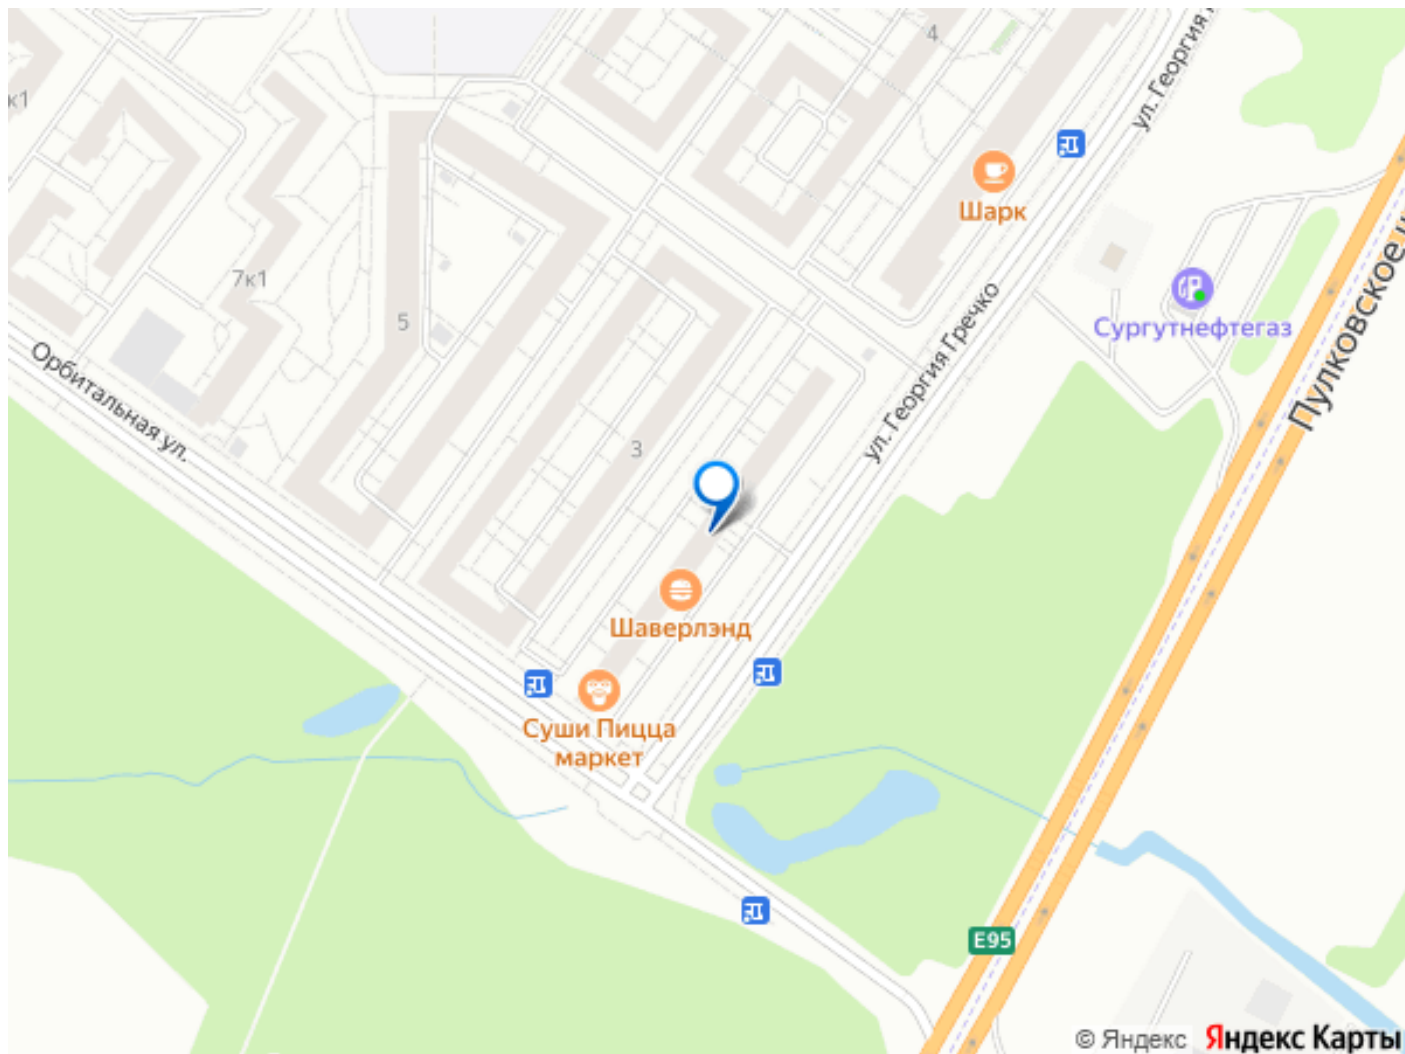 4
ул. Георгия
к1
Шарк
7к1
5
Сургутнефтегаз
Пулковское
ул. Георгия Гречко
Орбитальная ул.
3
Шаверлэнд
Суши Пицца
маркет
E95
© Яндекс
Яндекс Карты